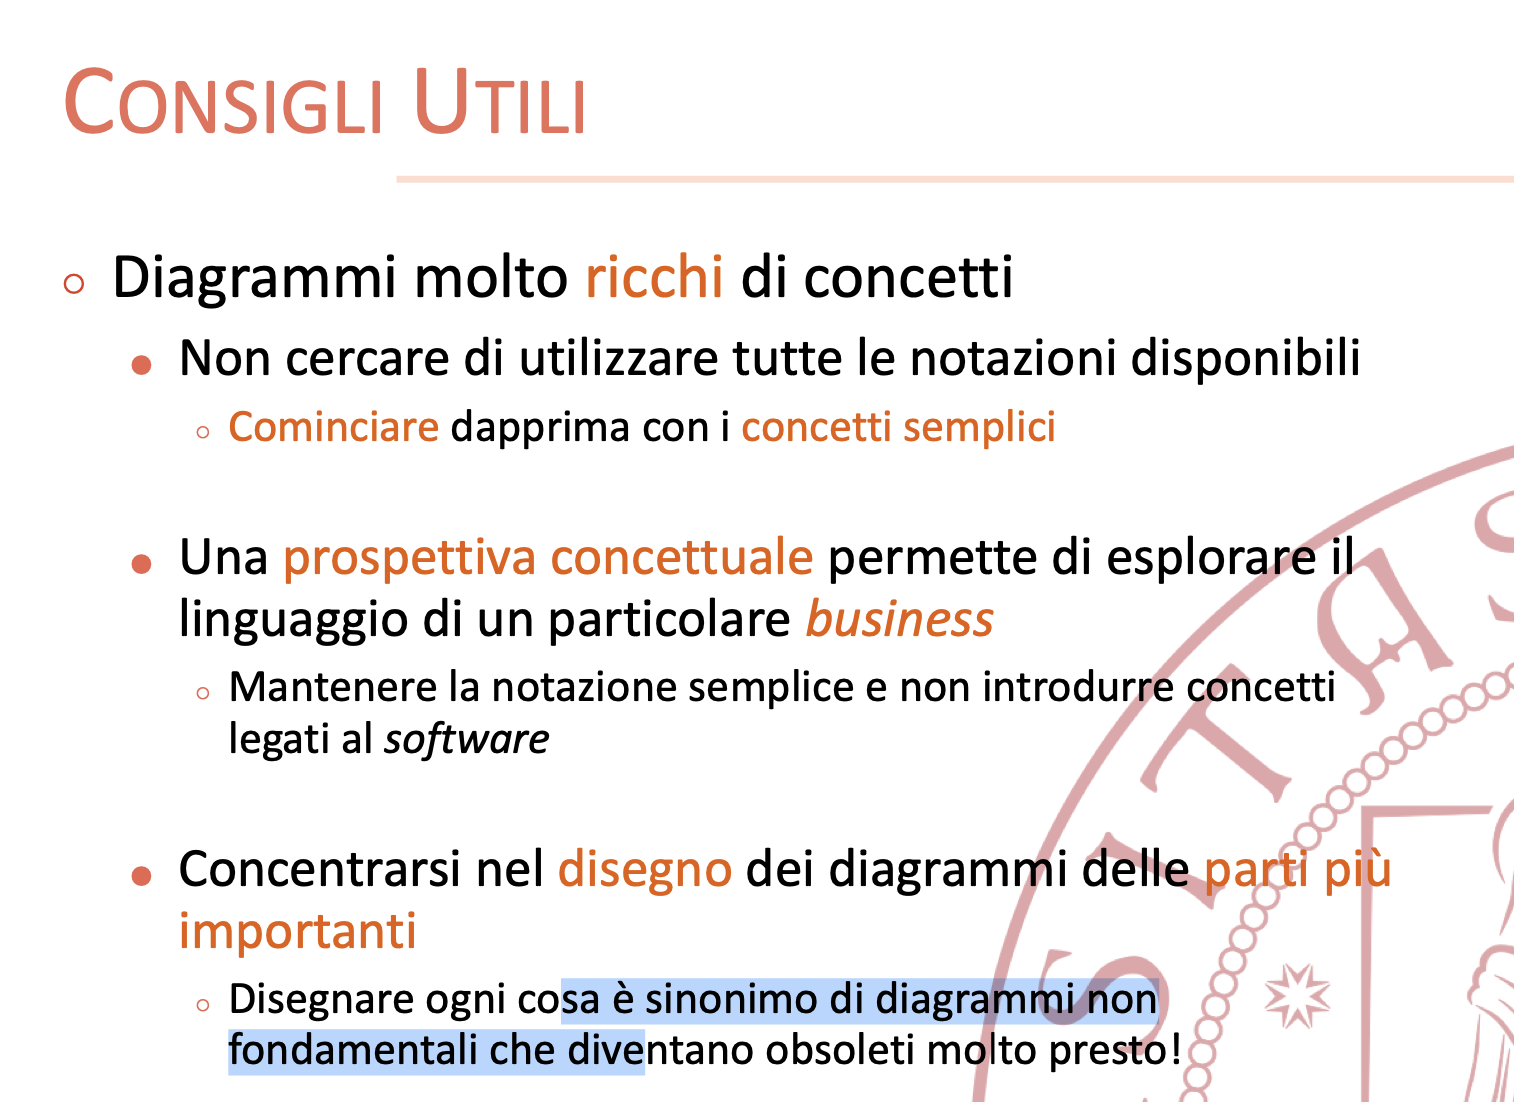 Consigli Utili
Diagrammi molto ricchi di concetti
Non cercare di utilizzare tutte le notazioni disponibili
Cominciare dapprima con i concetti semplici
Una prospettiva concettuale permette di esplorare il
linguaggio di un particolare business
Mantenere la notazione semplice e non introdurre concetti
legati al software
Concentrarsi nel disegno dei diagrammi delle parti più
importanti
Disegnare ogni cosa è sinonimo di diagrammi non
fondamentali che diventano obsoleti molto presto!